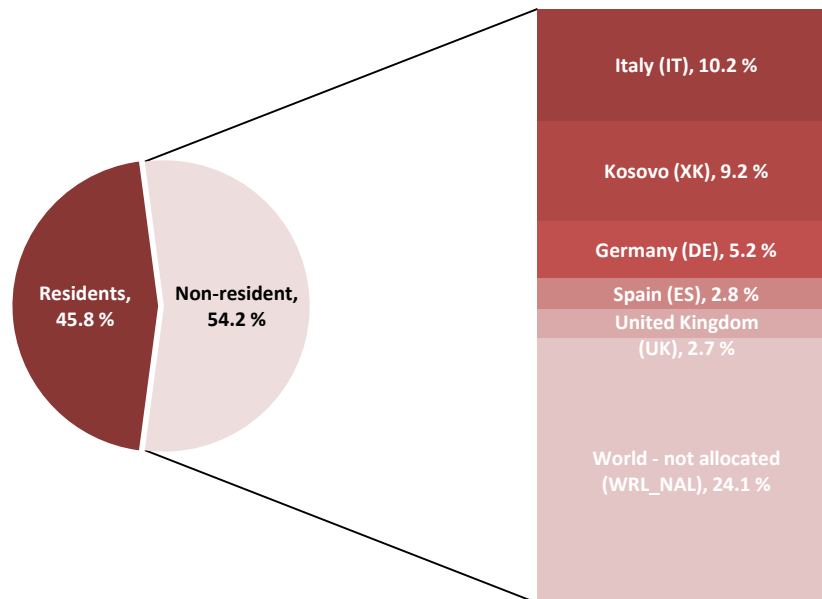 Italy (IT), 10.2 %
Kosovo (XK), 9.2 %
Germany (DE), 5.2 %
Residents,
45.8 %
Non-resident,
54.2 %
Spain (ES), 2.8 %
United Kingdom
(UK), 2.7 %
World - not allocated
(WRL_NAL), 24.1 %